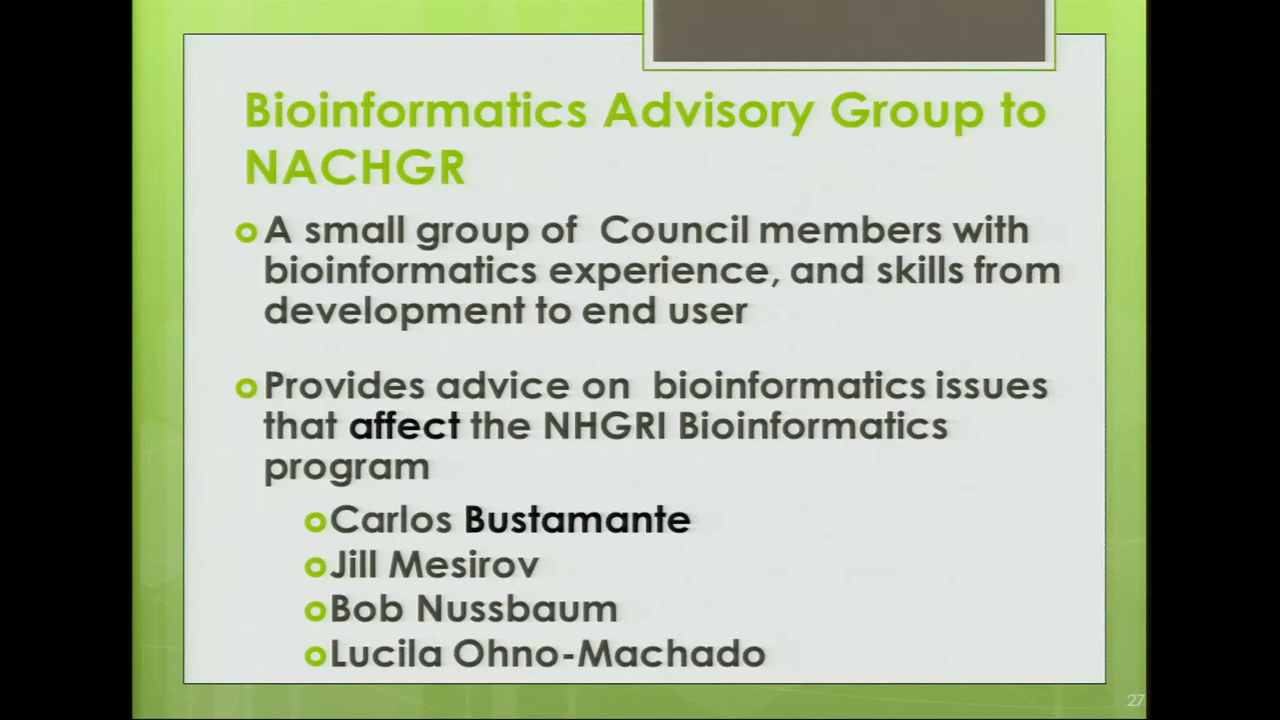 Bioinformatics Advisory Group to
NACHGR
A small group of Council members with
bioinformatics experience, and skills from
development to end user
Provides advice on bioinformatics issues
that affect the NHGRI Bioinformatics
program
Carlos Bustamante
Jill Mesirov
Bob Nussbaum
Lucila Ohno-Machado
27